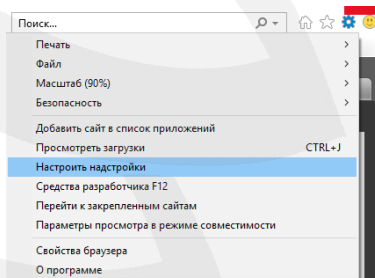 Поиск...
Печать
Файл
Масштаб (90%)
Безопасность
Добавить сайт в список приложений
Просмотреть загрузки CTRL+J
Настроить надстройки
Средства разработчика F12
Перейти к закрепленным сайтам
Параметры просмотра в режиме совместимости
Свойства браузера
О программе